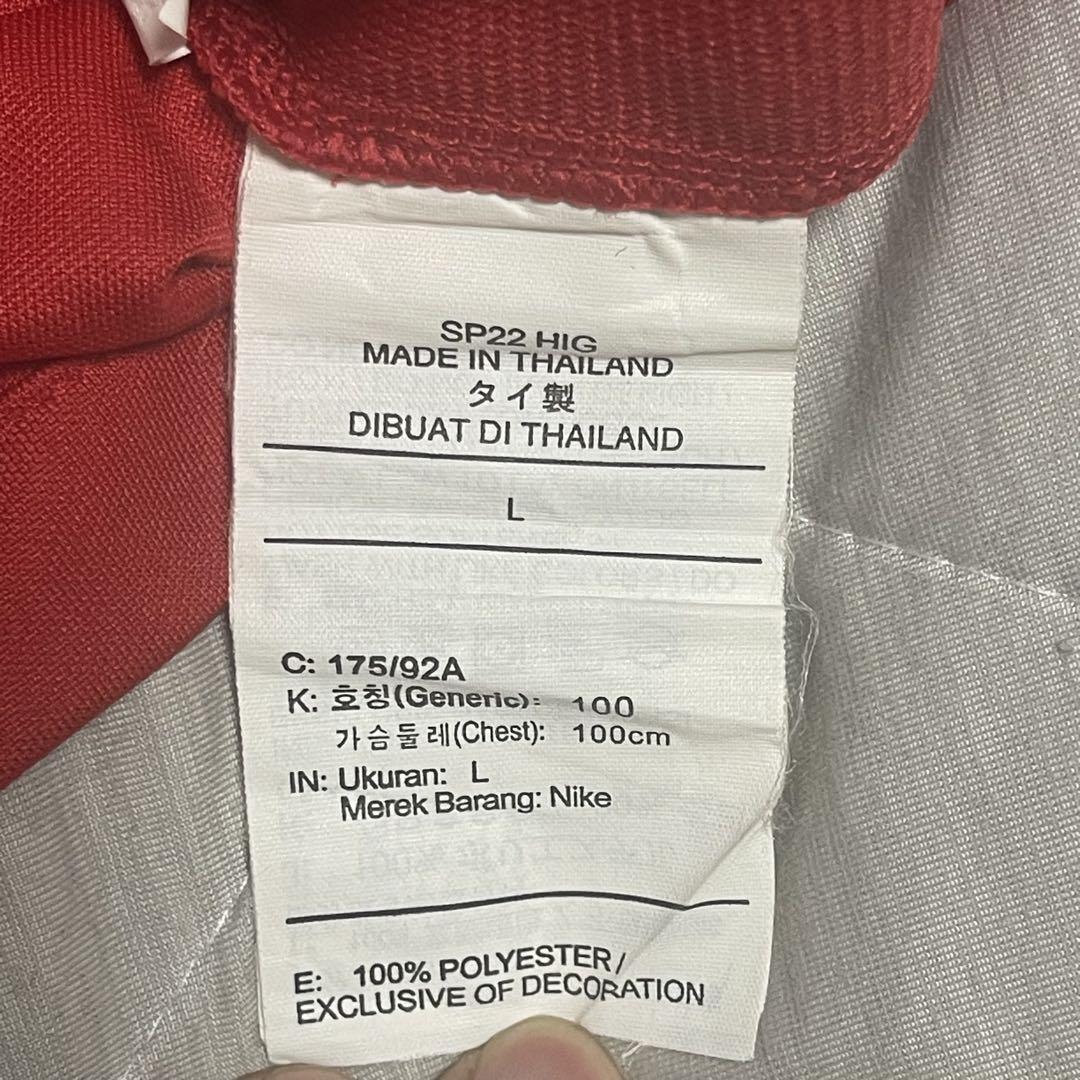 SP22 HIG
MADE IN THAILAND
タイ製
DIBUAT DI THAILAND
L
C: 175/92A
K: 호칭(Generic): 100
가슴둘레(Chest): 100cm
IN: Ukuran: L
Merek Barang: Nike
E: 100% POLYESTER/
EXCLUSIVE OF DECORATION